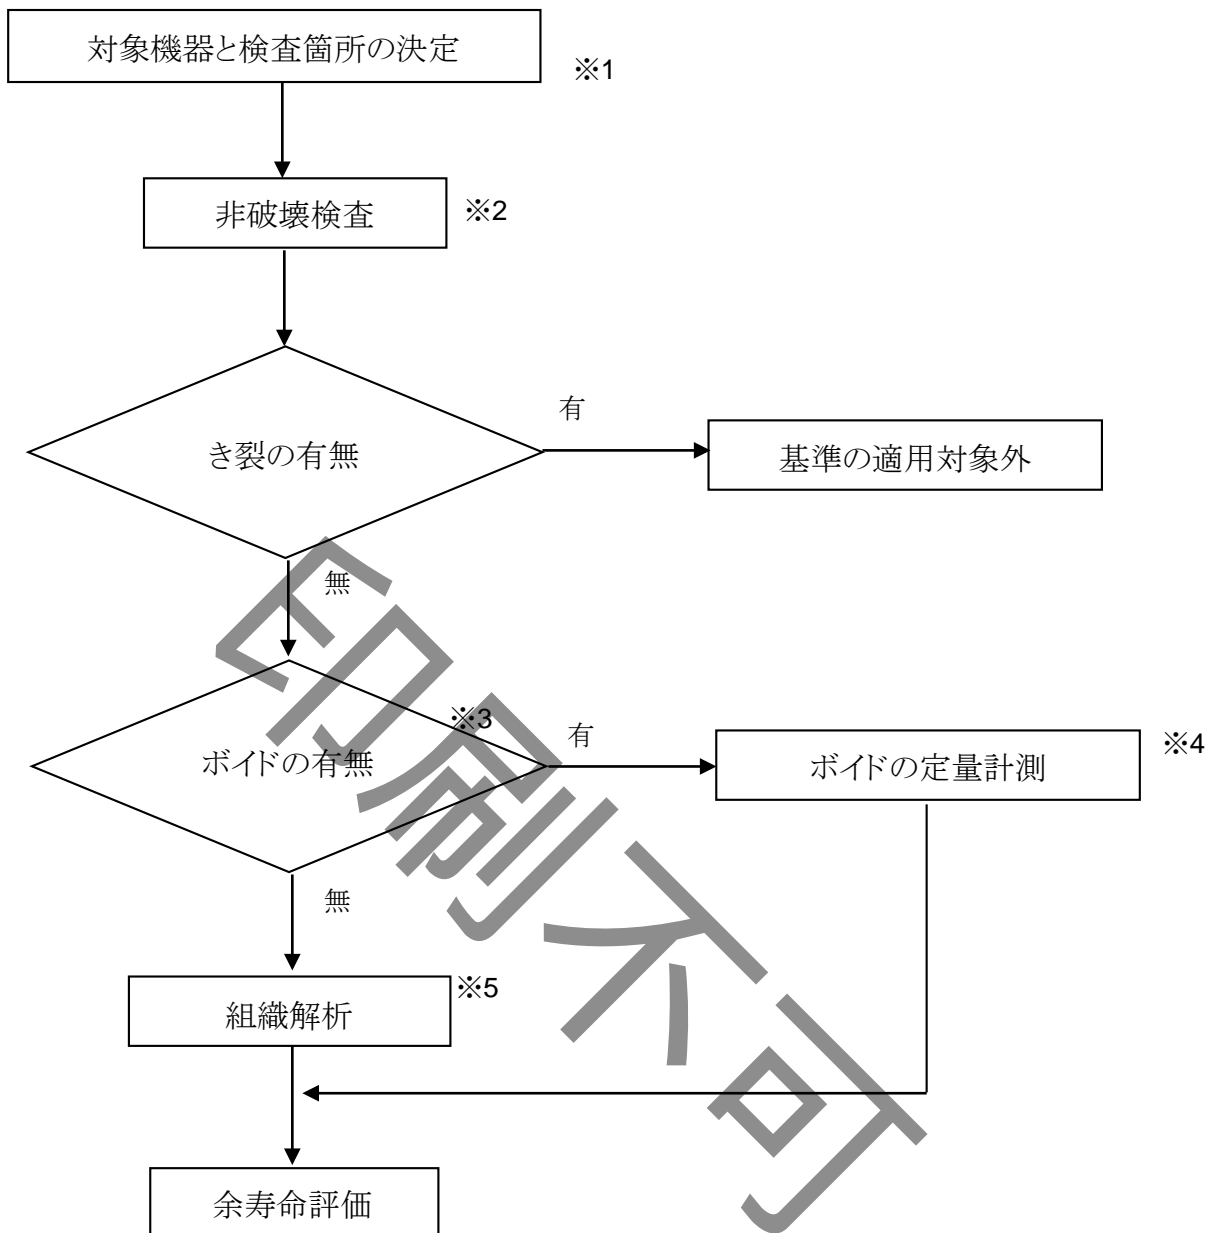 対象機器と検査箇所の決定
※1
非破壊検査
※2
き裂の有無
有
基準の適用対象外
無
ボイドの有無
※3
有
ボイドの定量計測
※4
無
組織解析
※5
余寿命評価
印刷不可